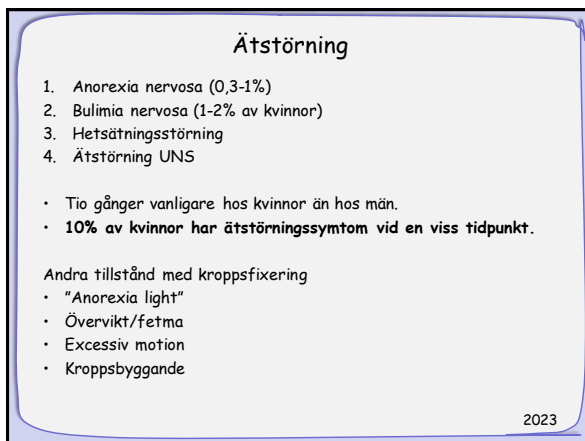 Ätstörning
1. Anorexia nervosa (0,3-1%)
2. Bulimia nervosa (1-2% av kvinnor)
3. Hetsätningsstörning
4. Ätstörning UNS
• Tio gånger vanligare hos kvinnor än hos män.
• 10% av kvinnor har ätstörningssymtom vid en viss tidpunkt.
Andra tillstånd med kroppsfixering
• ”Anorexia light”
• Övervikt/fetma
• Excessiv motion
• Kroppsbyggande
2023